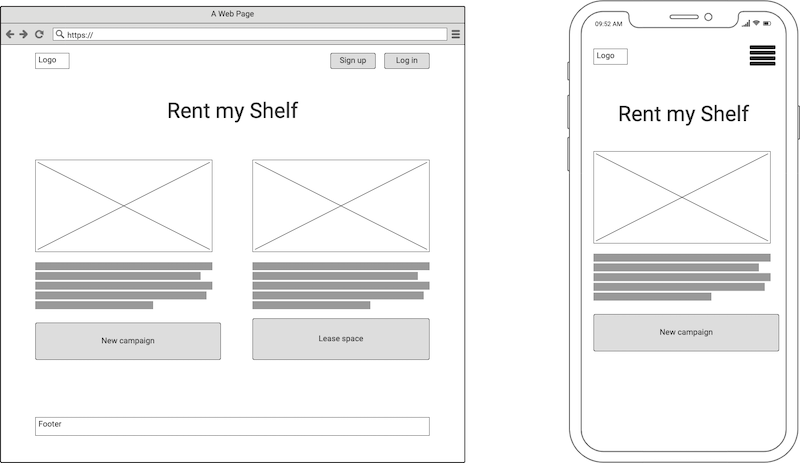 A Web Page
https://
Logo
Sign up
Log in
Rent my Shelf
New campaign
Lease space
Footer
09:52 AM
Logo
Rent my Shelf
New campaign